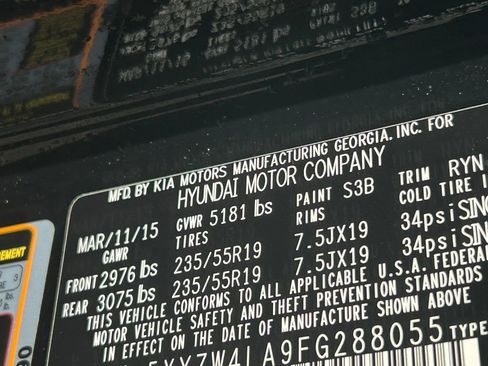 MFD. BY KIA MOTORS MANUFACTURING GEORGIA. INC. FOR
HYUNDAI MOTOR COMPANY
MAR/11/15 GVWR 5181 lbs PAINT S3B TRIM RYN
GAWR TIRES RIMS COLD TIRE
FRONT 2976 lbs 235/55R19 7.5JX19 34psi
REAR 3075 lbs 235/55R19 7.5JX19 34psi
THIS VEHICLE CONFORMS TO ALL APPLICABLE U.S.A. FEDERAL
MOTOR VEHICLE SAFETY AND THEFT PREVENTION STANDARDS
IN EFFECT ON THE DATE OF MANUFACTURE SHOWN ABOVE
W4LA9FG288055 TYPE